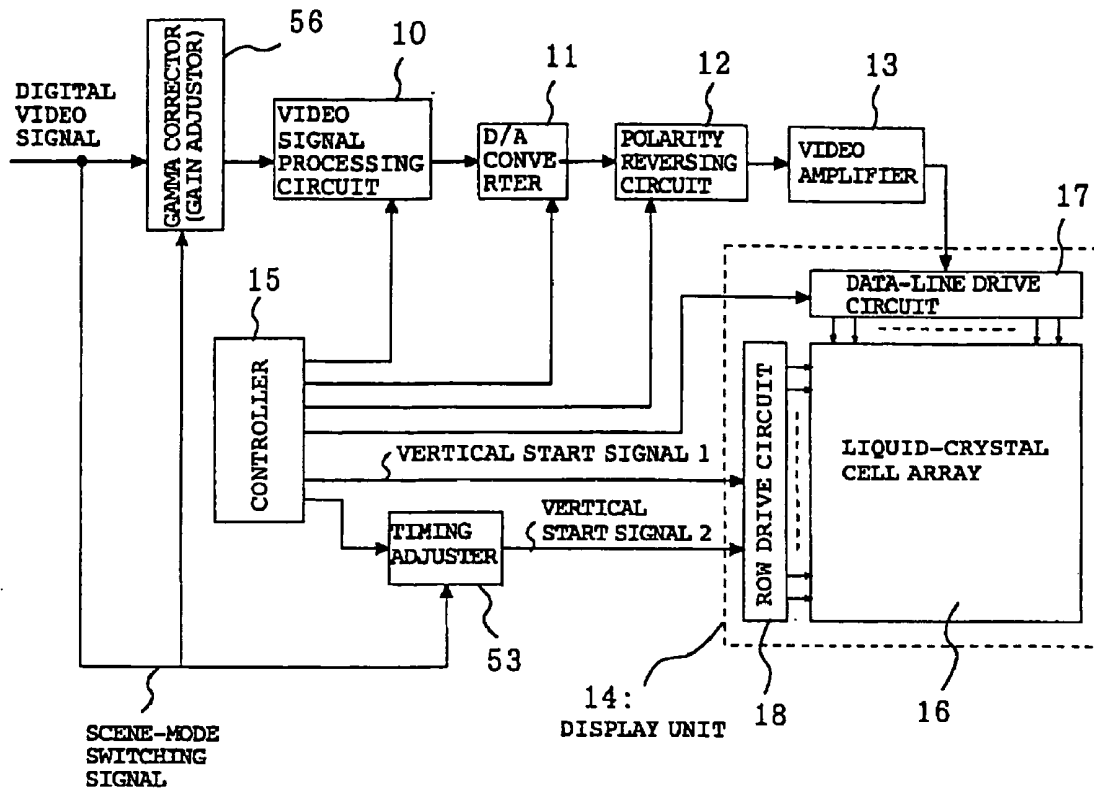 56
10
11
12
13
DIGITAL
VIDEO
SIGNAL
GAMMA CORRECTOR
(GAIN ADJUSTOR)
VIDEO
SIGNAL
PROCESSING
CIRCUIT
D/A
CONVE
RTER
POLARITY
REVERSING
CIRCUIT
VIDEO
AMPLIFIER
17
DATA-LINE DRIVE
CIRCUIT
15
CONTROLLER
ROW DRIVE CIRCUIT
LIQUID-CRYSTAL
CELL ARRAY
VERTICAL START SIGNAL 1
VERTICAL
START SIGNAL 2
TIMING
ADJUSTER
53
18
16
14:
DISPLAY UNIT
SCENE-MODE
SWITCHING
SIGNAL